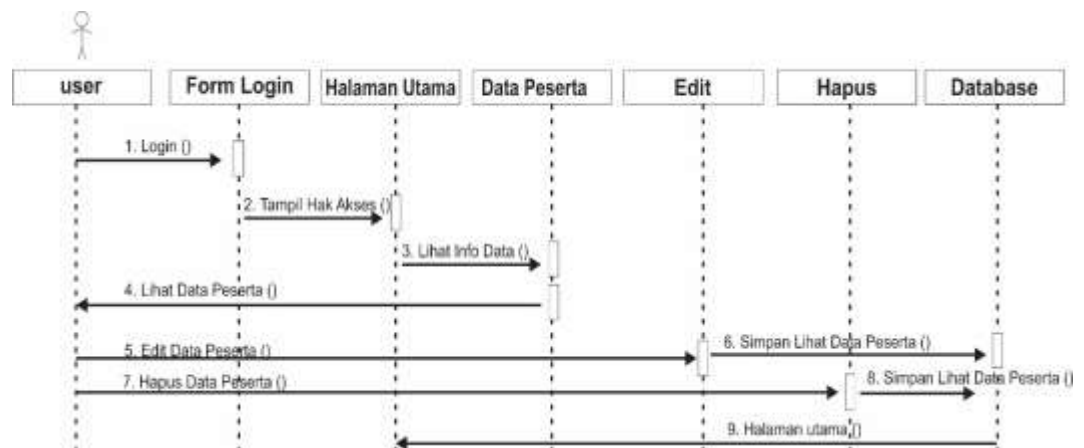 user
Form Login
Halaman Utama
Data Peserta
Edit
Hapus
Database
1. Login ()
2. Tampil Hak Akses ()
3. Lihat Info Data ()
4. Lihat Data Peserta ()
5. Edit Data Peserta ()
6. Simpan Lihat Data Peserta ()
7. Hapus Data Peserta ()
8. Simpan Lihat Data Peserta ()
9. Halaman utama ()